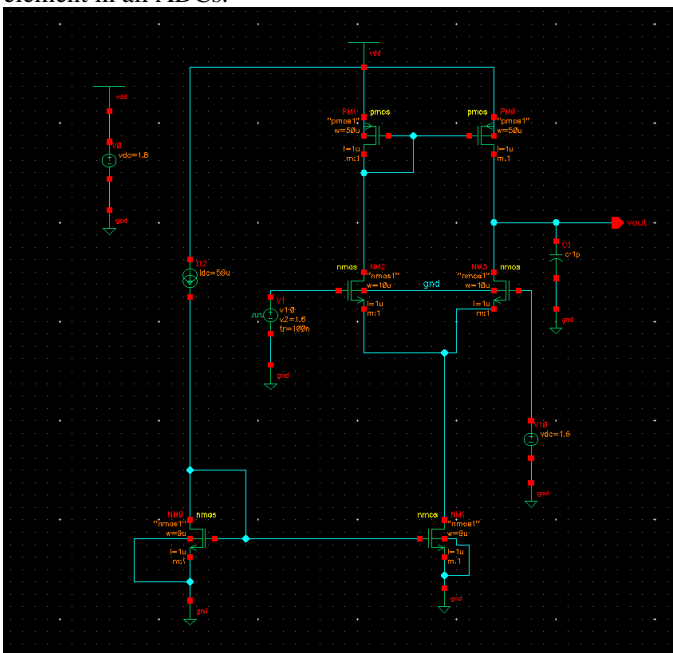 element in an ADCs.
vdd
vdd
PM1
pmos
pmos
PM0
"pmos1"
w=50u
l=1u
m:1
"pmos1"
w=50u
l=1u
m:1
V0
vdc=1.8
gnd
vout
C1
c:1p
gnd
I12
idc=50u
nmos
NM2
"nmos1"
w=10u
l=1u
m:1
gnd
NM3
nmos
"nmos1"
w=10u
l=1u
m:1
V1
v1:0
v2=1.6
tr=100n
gnd
V10
vdc=1.6
gnd
NM0
nmos
"nmos1"
l=1u
m:1
gnd
nmos
"nmos1"
l=1u
m:1
gnd